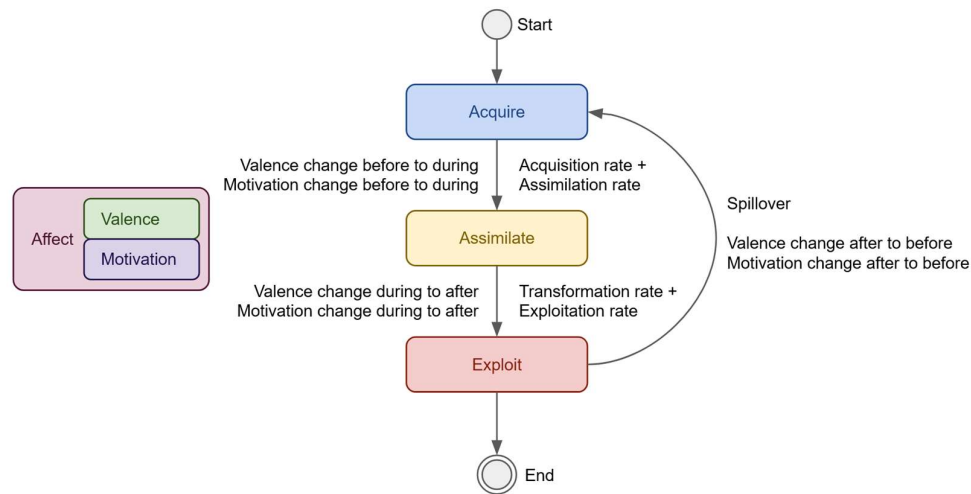 Start
Acquire
Valence change before to during
Motivation change before to during
Acquisition rate +
Assimilation rate
Spillover
Valence change after to before
Motivation change after to before
Affect
Valence
Motivation
Assimilate
Valence change during to after
Motivation change during to after
Transformation rate +
Exploitation rate
Exploit
End